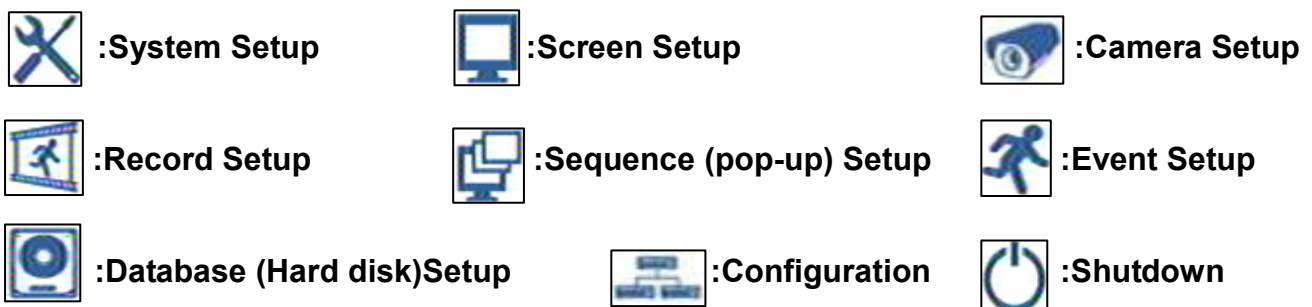 :System Setup :Screen Setup :Camera Setup
:Record Setup :Sequence (pop-up) Setup :Event Setup
:Database (Hard disk)Setup :Configuration :Shutdown